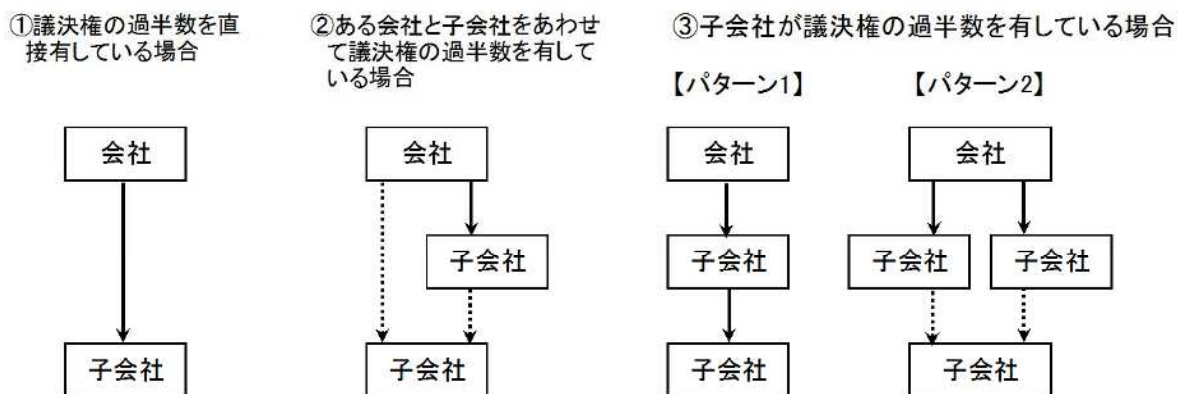 ①議決権の過半数を直
接有している場合
②ある会社と子会社をあわせ
て議決権の過半数を有して
いる場合
③子会社が議決権の過半数を有している場合
【パターン1】
【パターン2】
会社
子会社
会社
子会社
子会社
会社
子会社
子会社
会社
子会社
子会社
子会社